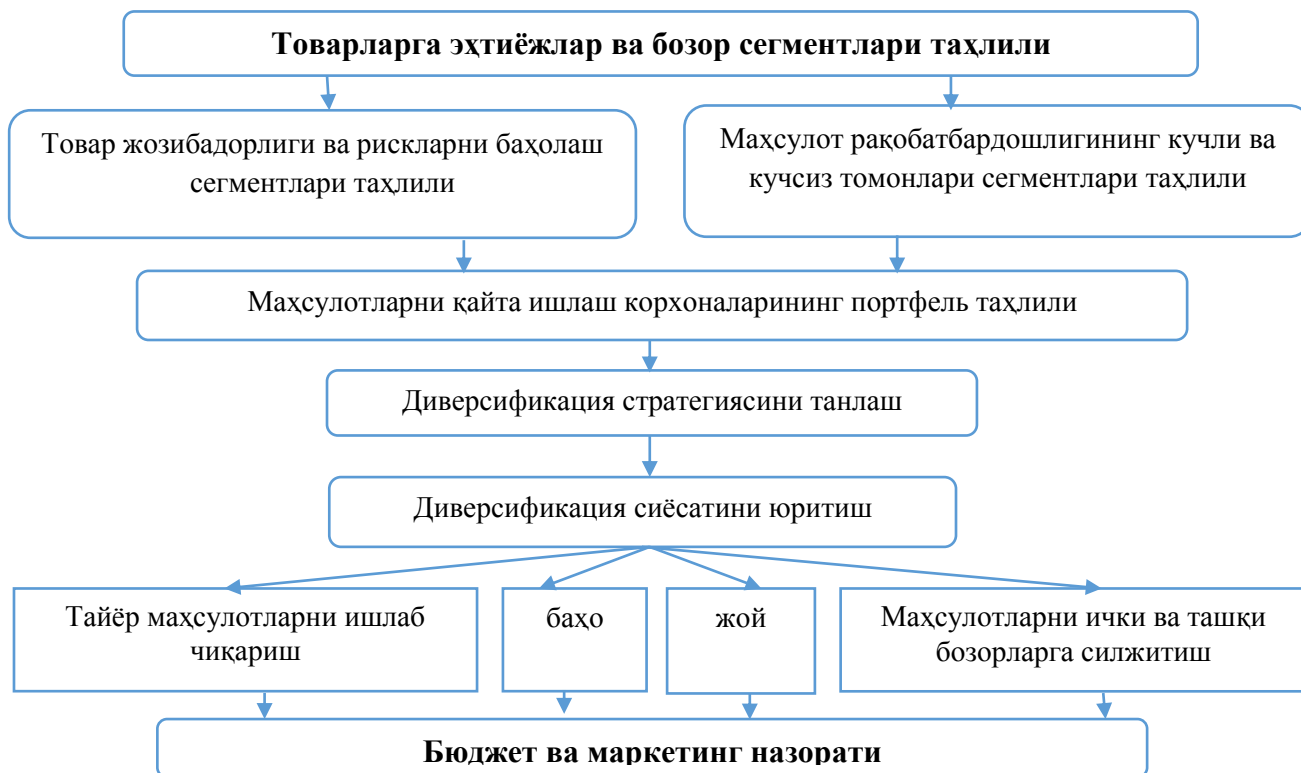 Товарларга эҳтиёжлар ва бозор сегментлари таҳлили
Товар жозибадорлиги ва рискларни баҳолаш
сегментлари таҳлили
Маҳсулот рақобатбардошлигининг кучли ва
кучсиз томонлари сегментлари таҳлили
Маҳсулотларни қайта ишлаш корхоналарининг портфель таҳлили
Диверсификация стратегиясини танлаш
Диверсификация сиёсатини юритиш
Тайёр маҳсулотларни ишлаб
чиқариш
баҳо
жой
Маҳсулотларни ички ва ташқи
бозорларга силжитиш
Бюджет ва маркетинг назорати